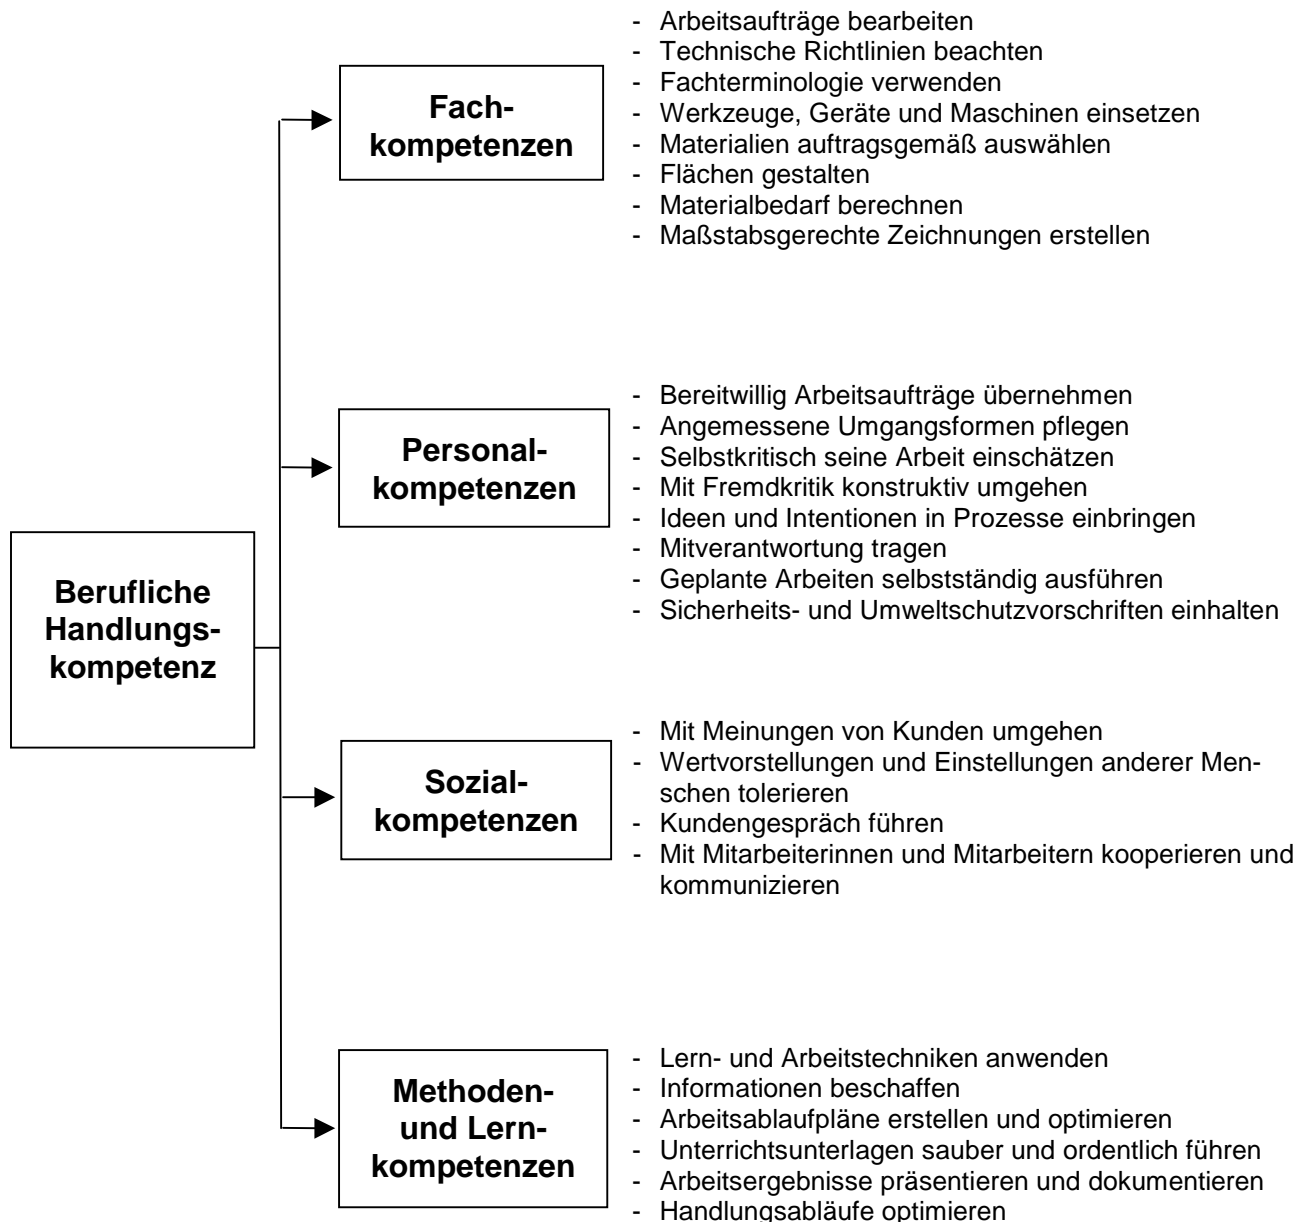 - Arbeitsaufträge bearbeiten
- Technische Richtlinien beachten
- Fachterminologie verwenden
- Werkzeuge, Geräte und Maschinen einsetzen
- Materialien auftragsgemäß auswählen
- Flächen gestalten
- Materialbedarf berechnen
- Maßstabsgerechte Zeichnungen erstellen
Fach-
kompetenzen
- Bereitwillig Arbeitsaufträge übernehmen
- Angemessene Umgangsformen pflegen
- Selbstkritisch seine Arbeit einschätzen
- Mit Fremdkritik konstruktiv umgehen
- Ideen und Intentionen in Prozesse einbringen
- Mitverantwortung tragen
- Geplante Arbeiten selbstständig ausführen
- Sicherheits- und Umweltschutzvorschriften einhalten
Personal-
kompetenzen
Berufliche
Handlungs-
kompetenz
- Mit Meinungen von Kunden umgehen
- Wertvorstellungen und Einstellungen anderer Men-
schen tolerieren
- Kundengespräch führen
- Mit Mitarbeiterinnen und Mitarbeitern kooperieren und
kommunizieren
Sozial-
kompetenzen
- Lern- und Arbeitstechniken anwenden
- Informationen beschaffen
- Arbeitsablaufpläne erstellen und optimieren
- Unterrichtsunterlagen sauber und ordentlich führen
- Arbeitsergebnisse präsentieren und dokumentieren
- Handlungsabläufe optimieren
Methoden-
und Lern-
kompetenzen